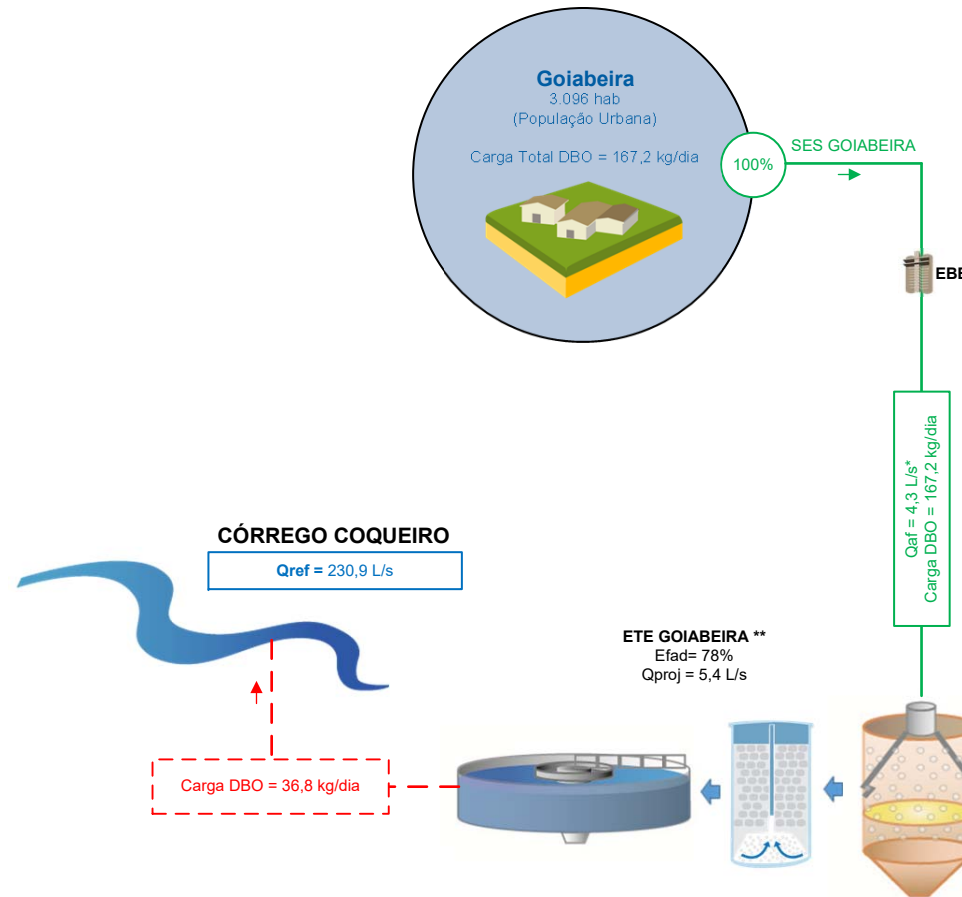 Goiabeira
3.096 hab
(População Urbana)
Carga Total DBO = 167,2 kg/dia
100%
SES GOIABEIRA
Qaf = 4,3 L/s*
Carga DBO = 167,2 kg/dia
CÓRREGO COQUEIRO
Qref = 230,9 L/s
ETE GOIABEIRA **
Efad= 78%
Qproj = 5,4 L/s
Carga DBO = 36,8 kg/dia